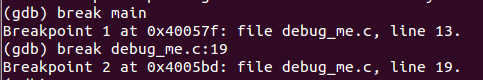 (gdb) break main
Breakpoint 1 at 0x40057f: file debug_me.c, line 13.
(gdb) break debug_me.c:19
Breakpoint 2 at 0x4005bd: file debug_me.c, line 19.